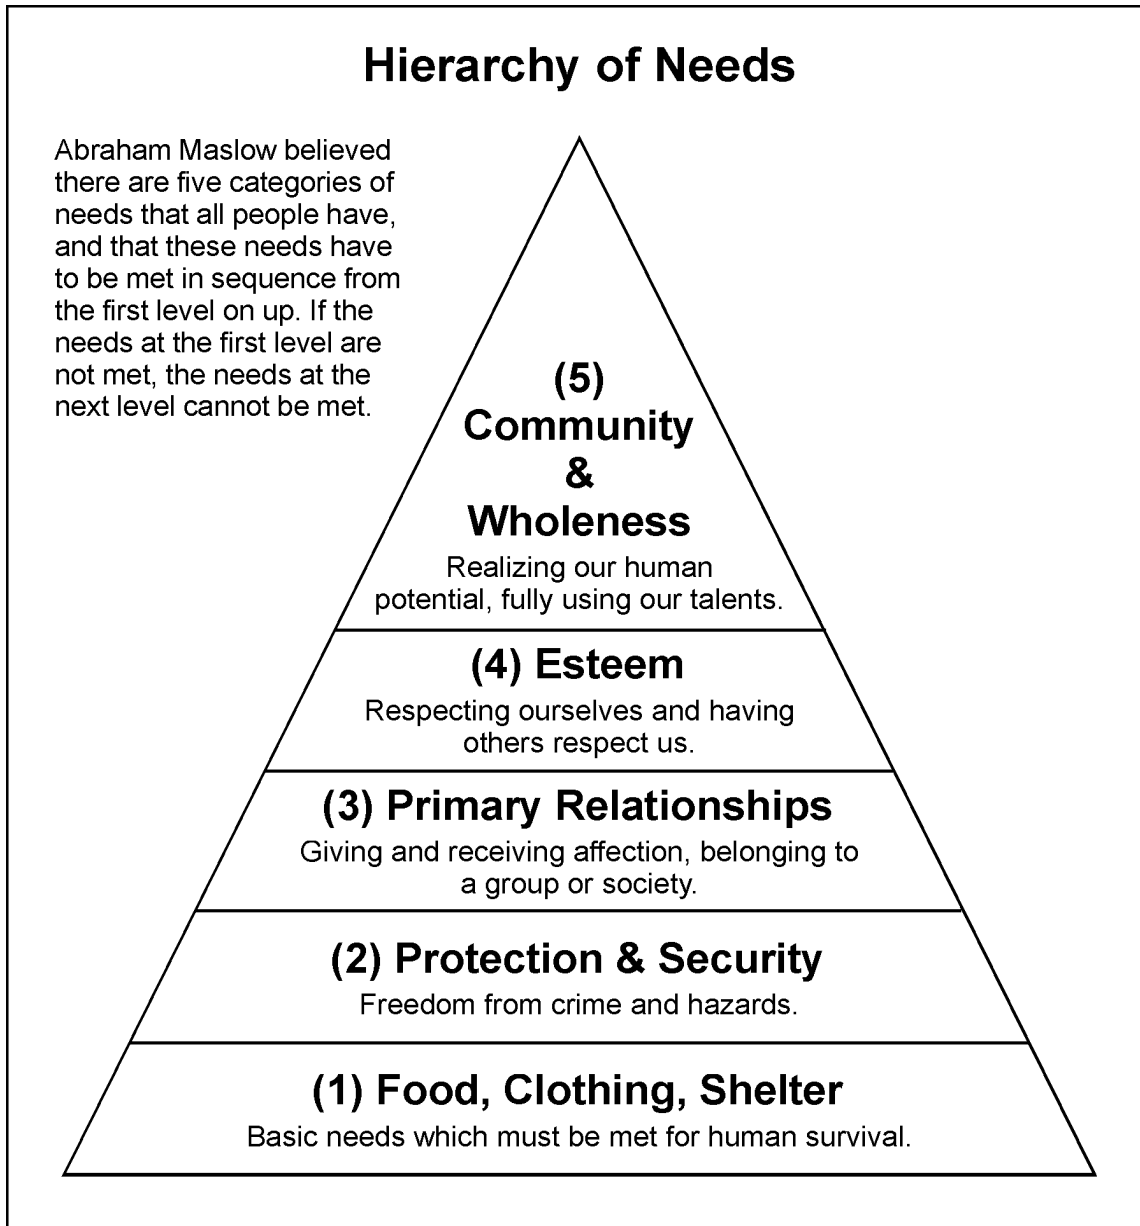 Hierarchy of Needs
Abraham Maslow believed
there are five categories of
needs that all people have,
and that these needs have
to be met in sequence from
the first level on up. If the
needs at the first level are
not met, the needs at the
next level cannot be met.
(5)
Community
&
Wholeness
Realizing our human
potential, fully using our talents.
(4) Esteem
Respecting ourselves and having
others respect us.
(3) Primary Relationships
Giving and receiving affection, belonging to
a group or society.
(2) Protection & Security
Freedom from crime and hazards.
(1) Food, Clothing, Shelter
Basic needs which must be met for human survival.